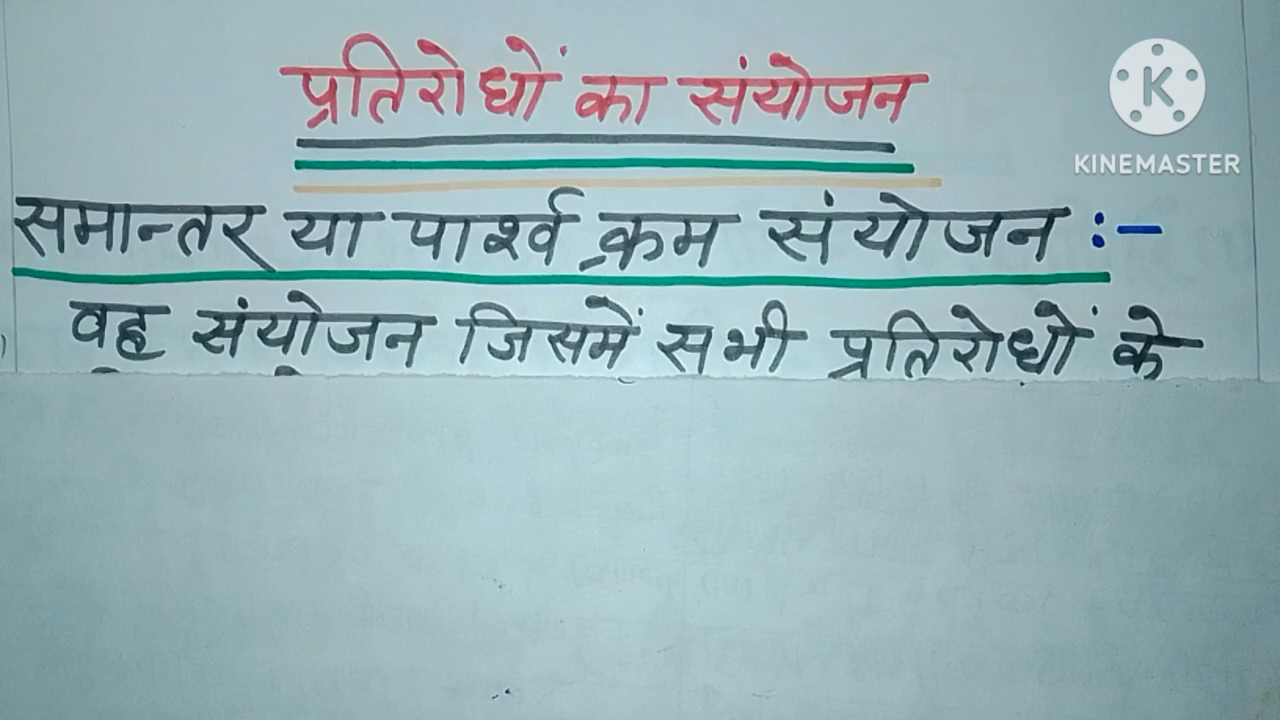 प्रतिरोधों का संयोजन
K
KINEMASTER
समान्तर या पार्श्व क्रम संयोजन :-
वह संयोजन जिसमें सभी प्रतिरोधों के